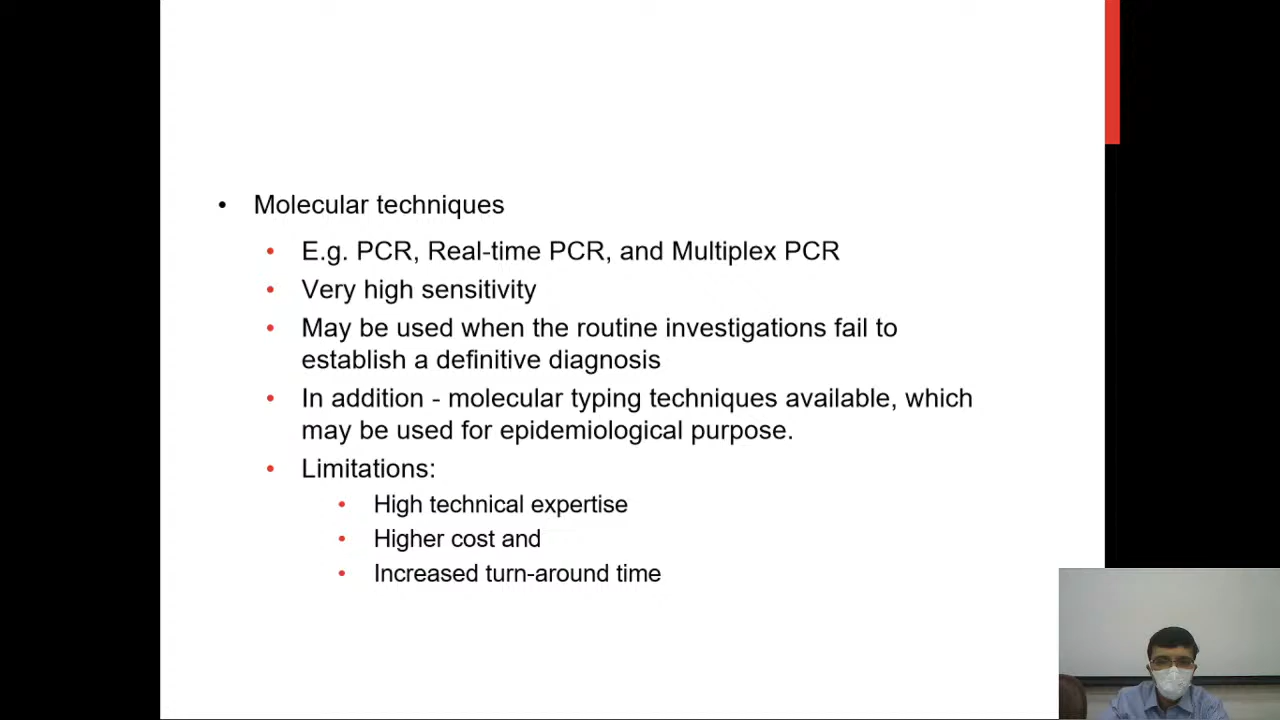 • Molecular techniques
• E.g. PCR, Real-time PCR, and Multiplex PCR
• Very high sensitivity
• May be used when the routine investigations fail to
establish a definitive diagnosis
• In addition - molecular typing techniques available, which
may be used for epidemiological purpose.
• Limitations:
• High technical expertise
• Higher cost and
• Increased turn-around time